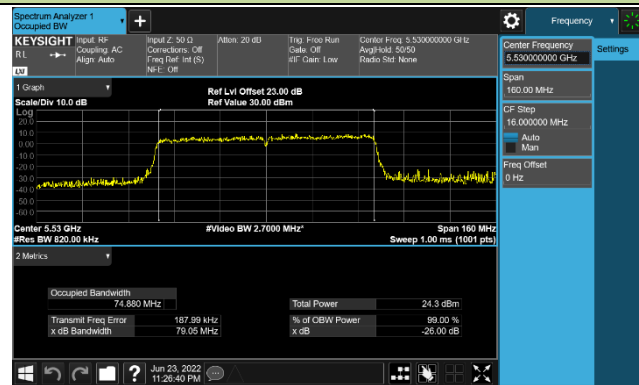 Spectrum Analyzer 1
Occupied BW
Frequency
KEYSIGHT
RL
LXI
Input: RF
Coupling: AC
Align: Auto
Input Z: 50 Ω
Corrections: Off
Freq Ref: Int (S)
NFE: Off
Atten: 20 dB
Trig: Free Run
Gate: Off
#IF Gain: Low
Center Freq: 5.530000000 GHz
Avg|Hold: 50/50
Radio Std: None
Center Frequency
5.530000000 GHz
Settings
Span
160.00 MHz
CF Step
16.000000 MHz
Auto
Man
Freq Offset
0 Hz
1 Graph
Scale/Div 10.0 dB
Ref Lvl Offset 23.00 dB
Ref Value 30.00 dBm
Log
20.0
10.0
0.00
-10.0
-20.0
-30.0
-40.0
-50.0
-60.0
Center 5.53 GHz
#Res BW 820.00 kHz
#Video BW 2.7000 MHz*
Span 160 MHz
Sweep 1.00 ms (1001 pts)
2 Metrics
Occupied Bandwidth
74.880 MHz
Transmit Freq Error 187.99 kHz
x dB Bandwidth 79.05 MHz
Total Power 24.3 dBm
% of OBW Power 99.00 %
x dB -26.00 dB
?
Jun 23, 2022
11:26:40 PM